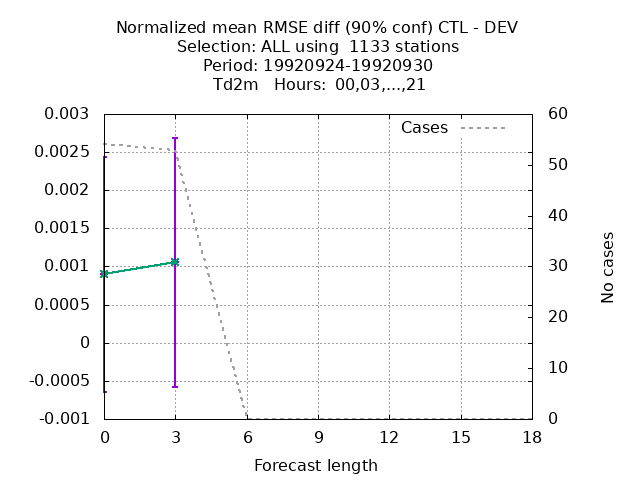 Normalized mean RMSE diff (90% conf) CTL - DEV
Selection: ALL using  1133 stations
Period: 19920924-19920930
Td2m   Hours:  00,03,...,21
Cases
0.003
0.0025
0.002
0.0015
0.001
0.0005
0
-0.0005
-0.001
60
50
40
30
20
10
0
No cases
0 3 6 9 12 15 18
Forecast length